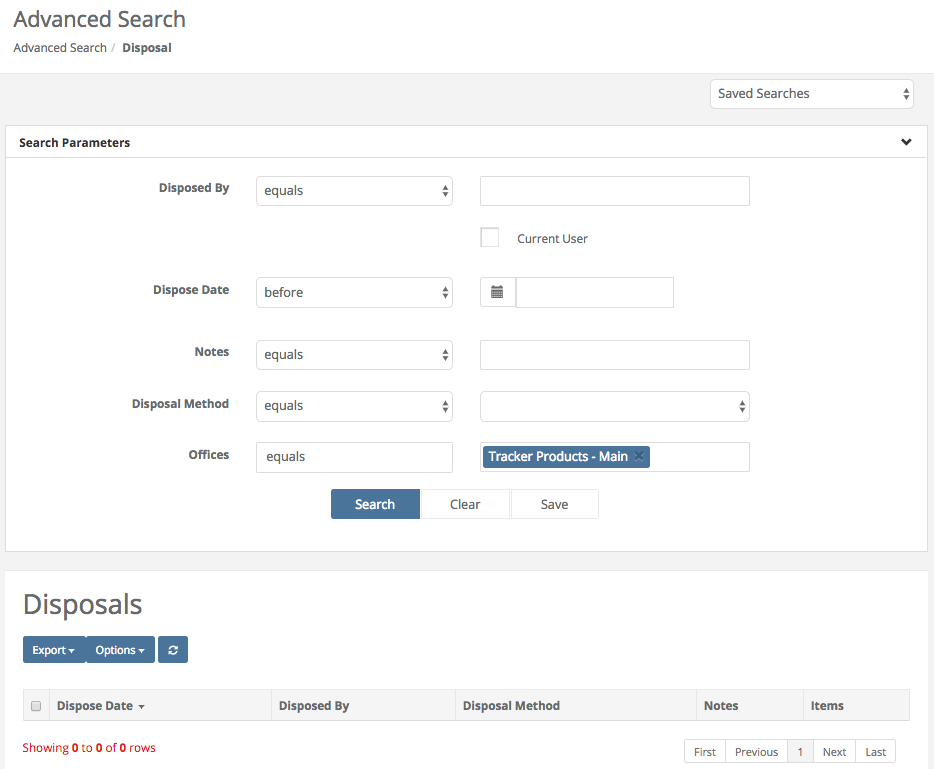 Advanced Search
Advanced Search / Disposal
Saved Searches
Search Parameters
Disposed By equals
Current User
Dispose Date before
Notes equals
Disposal Method equals
Offices equals Tracker Products - Main ×
Search Clear Save
Disposals
Export Options
Dispose Date Disposed By Disposal Method Notes Items
Showing 0 to 0 of 0 rows First Previous 1 Next Last